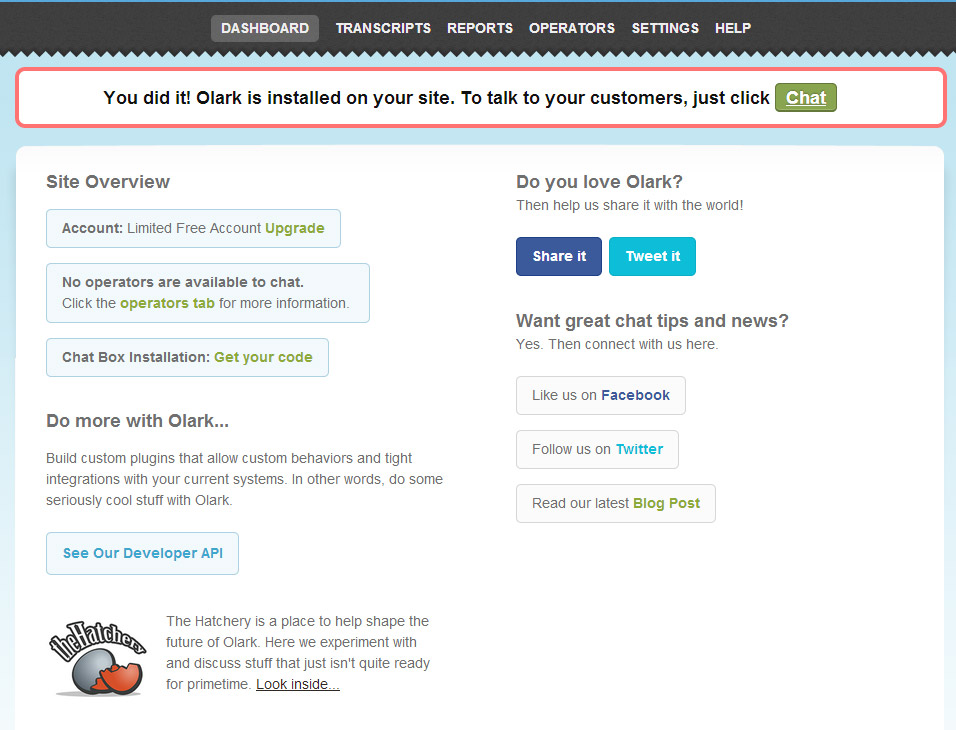 DASHBOARD TRANSCRIPTS REPORTS OPERATORS SETTINGS HELP
You did it! Olark is installed on your site. To talk to your customers, just click Chat
Site Overview
Account: Limited Free Account Upgrade
No operators are available to chat.
Click the operators tab for more information.
Chat Box Installation: Get your code
Do more with Olark...
Build custom plugins that allow custom behaviors and tight
integrations with your current systems. In other words, do some
seriously cool stuff with Olark.
See Our Developer API
theHatchery
The Hatchery is a place to help shape the
future of Olark. Here we experiment with
and discuss stuff that just isn't quite ready
for primetime. Look inside...
Do you love Olark?
Then help us share it with the world!
Share it Tweet it
Want great chat tips and news?
Yes. Then connect with us here.
Like us on Facebook
Follow us on Twitter
Read our latest Blog Post